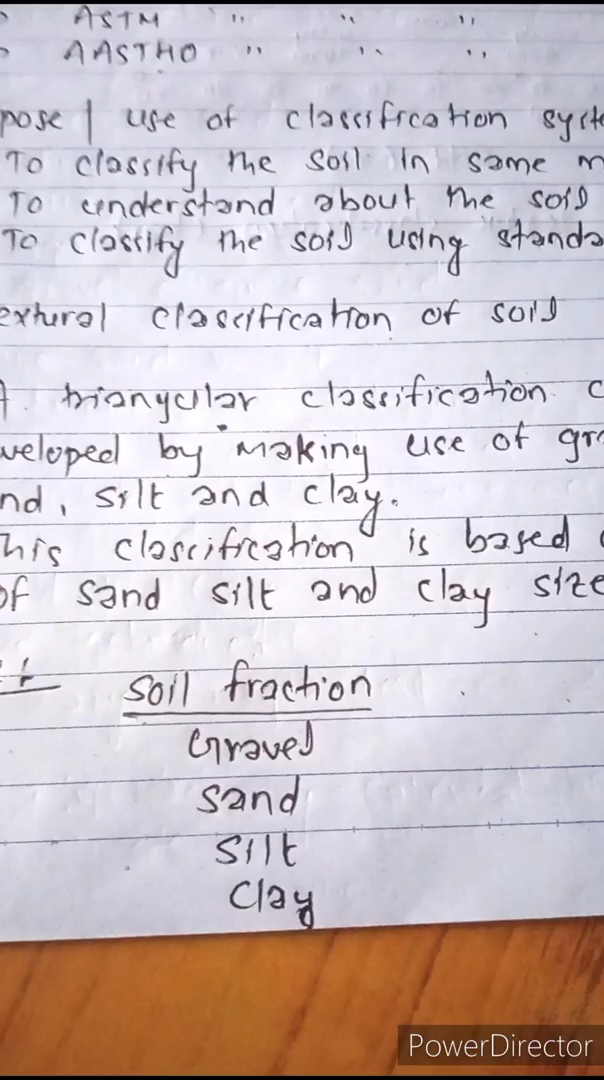 ASTM " " "
AASTHO " " "
pose | use of classification syste
To classify the soil in same m
To understand about the soil
To classify the soil using standa
extural classification of soil
A triangular classification c
veloped by making use of gra
nd, silt and clay.
his classification is based o
of sand silt and clay size
soil fraction
Gravel
sand
silt
clay
PowerDirector